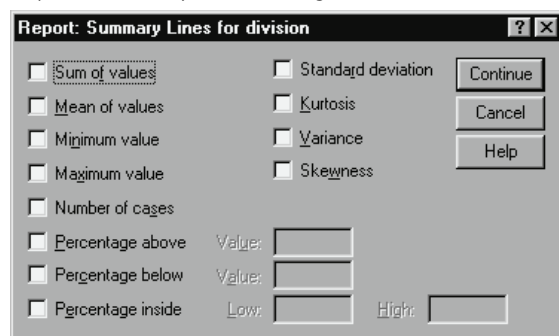 Report: Summary Lines for division
Sum of values
Standard deviation
Continue
Mean of values
Kurtosis
Cancel
Minimum value
Variance
Help
Maximum value
Skewness
Number of cases
Percentage above Value:
Percentage below Value:
Percentage inside Low: High: